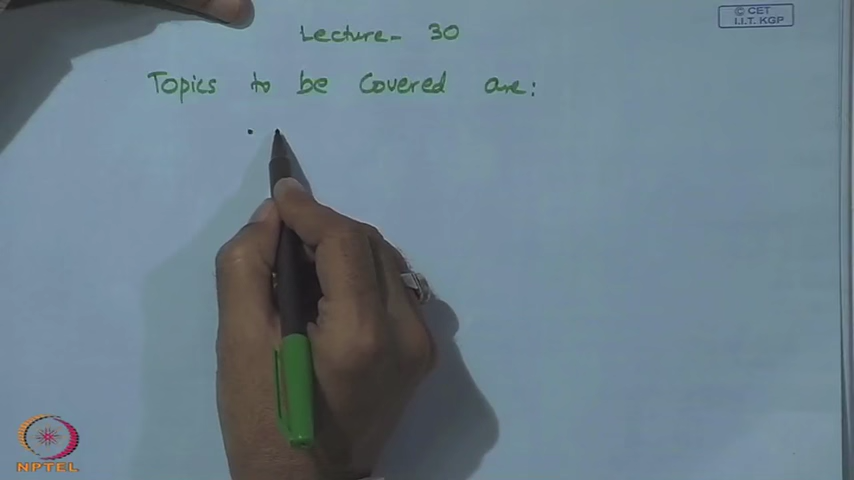 © CET
I.I.T. KGP
Lecture- 30
Topics to be Covered are:
NPTEL